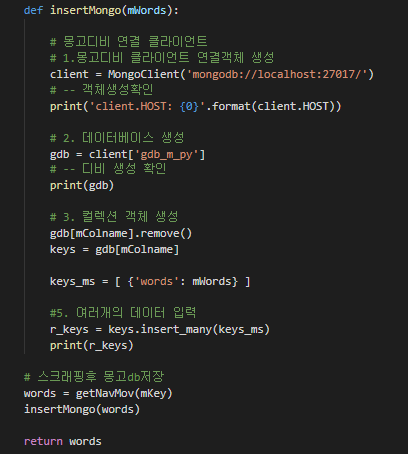 def insertMongo(mWords):
# 몽고디비 연결 클라이언트
# 1.몽고디비 클라이언트 연결객체 생성
client = MongoClient('mongodb://localhost:27017/')
# -- 객체생성확인
print('client.HOST: {0}'.format(client.HOST))
# 2. 데이터베이스 생성
gdb = client['gdb_m_py']
# -- 디비 생성 확인
print(gdb)
# 3. 컬렉션 객체 생성
gdb[mColname].remove()
keys = gdb[mColname]
keys_ms = [ {'words': mWords} ]
#5. 여러개의 데이터 입력
r_keys = keys.insert_many(keys_ms)
print(r_keys)
# 스크래핑후 몽고db저장
words = getNavMov(mKey)
insertMongo(words)
return words